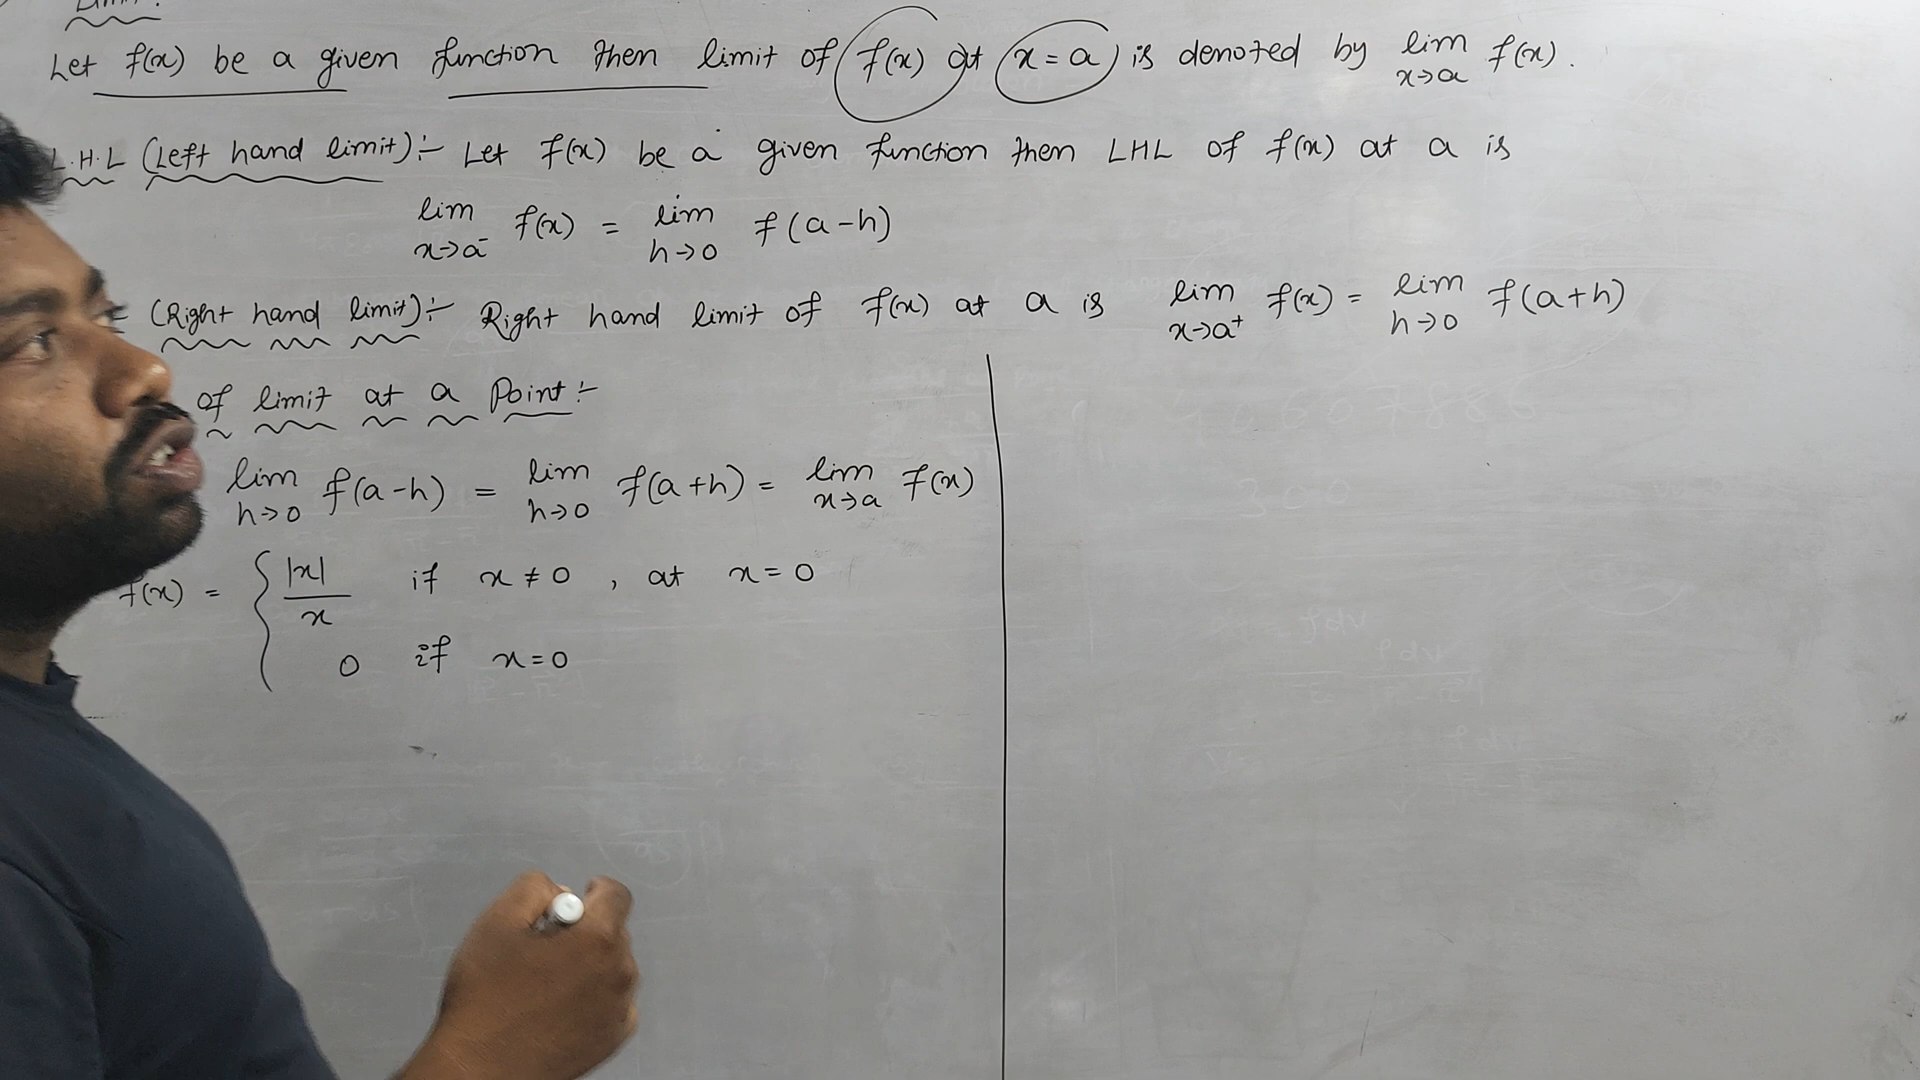 Limit:
Let f(x) be a given function then limit of f(x) at x = a is denoted by lim x→a f(x).
L.H.L (Left hand limit):- Let f(x) be a given function then LHL of f(x) at a is
lim x→a⁻ f(x) = lim h→0 f(a-h)
(Right hand limit):- Right hand limit of f(x) at a is lim x→a⁺ f(x) = lim h→0 f(a+h)
of limit at a Point:-
lim h→0 f(a-h) = lim h→0 f(a+h) = lim x→a f(x)
f(x) = { |x|/x if x ≠ 0, at x = 0
0 if x = 0